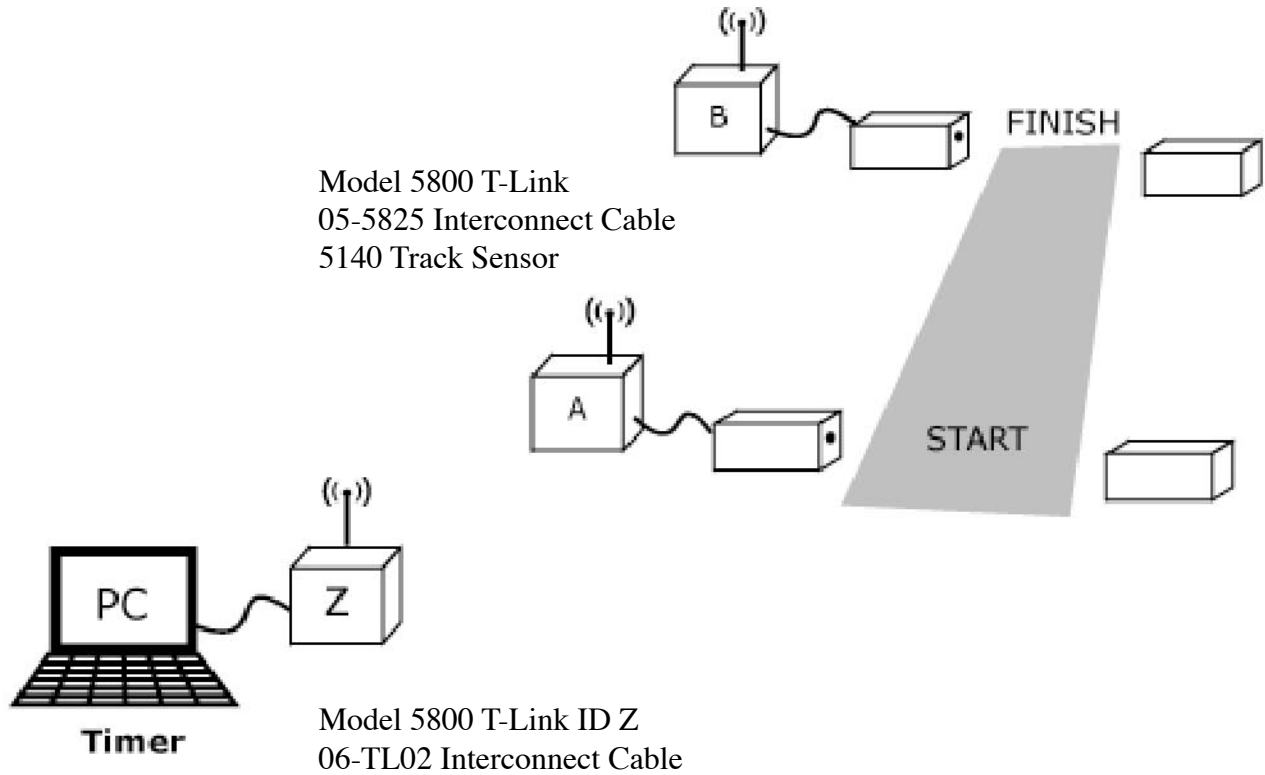 B
FINISH
Model 5800 T-Link
05-5825 Interconnect Cable
5140 Track Sensor
A
START
PC
Z
Timer
Model 5800 T-Link ID Z
06-TL02 Interconnect Cable